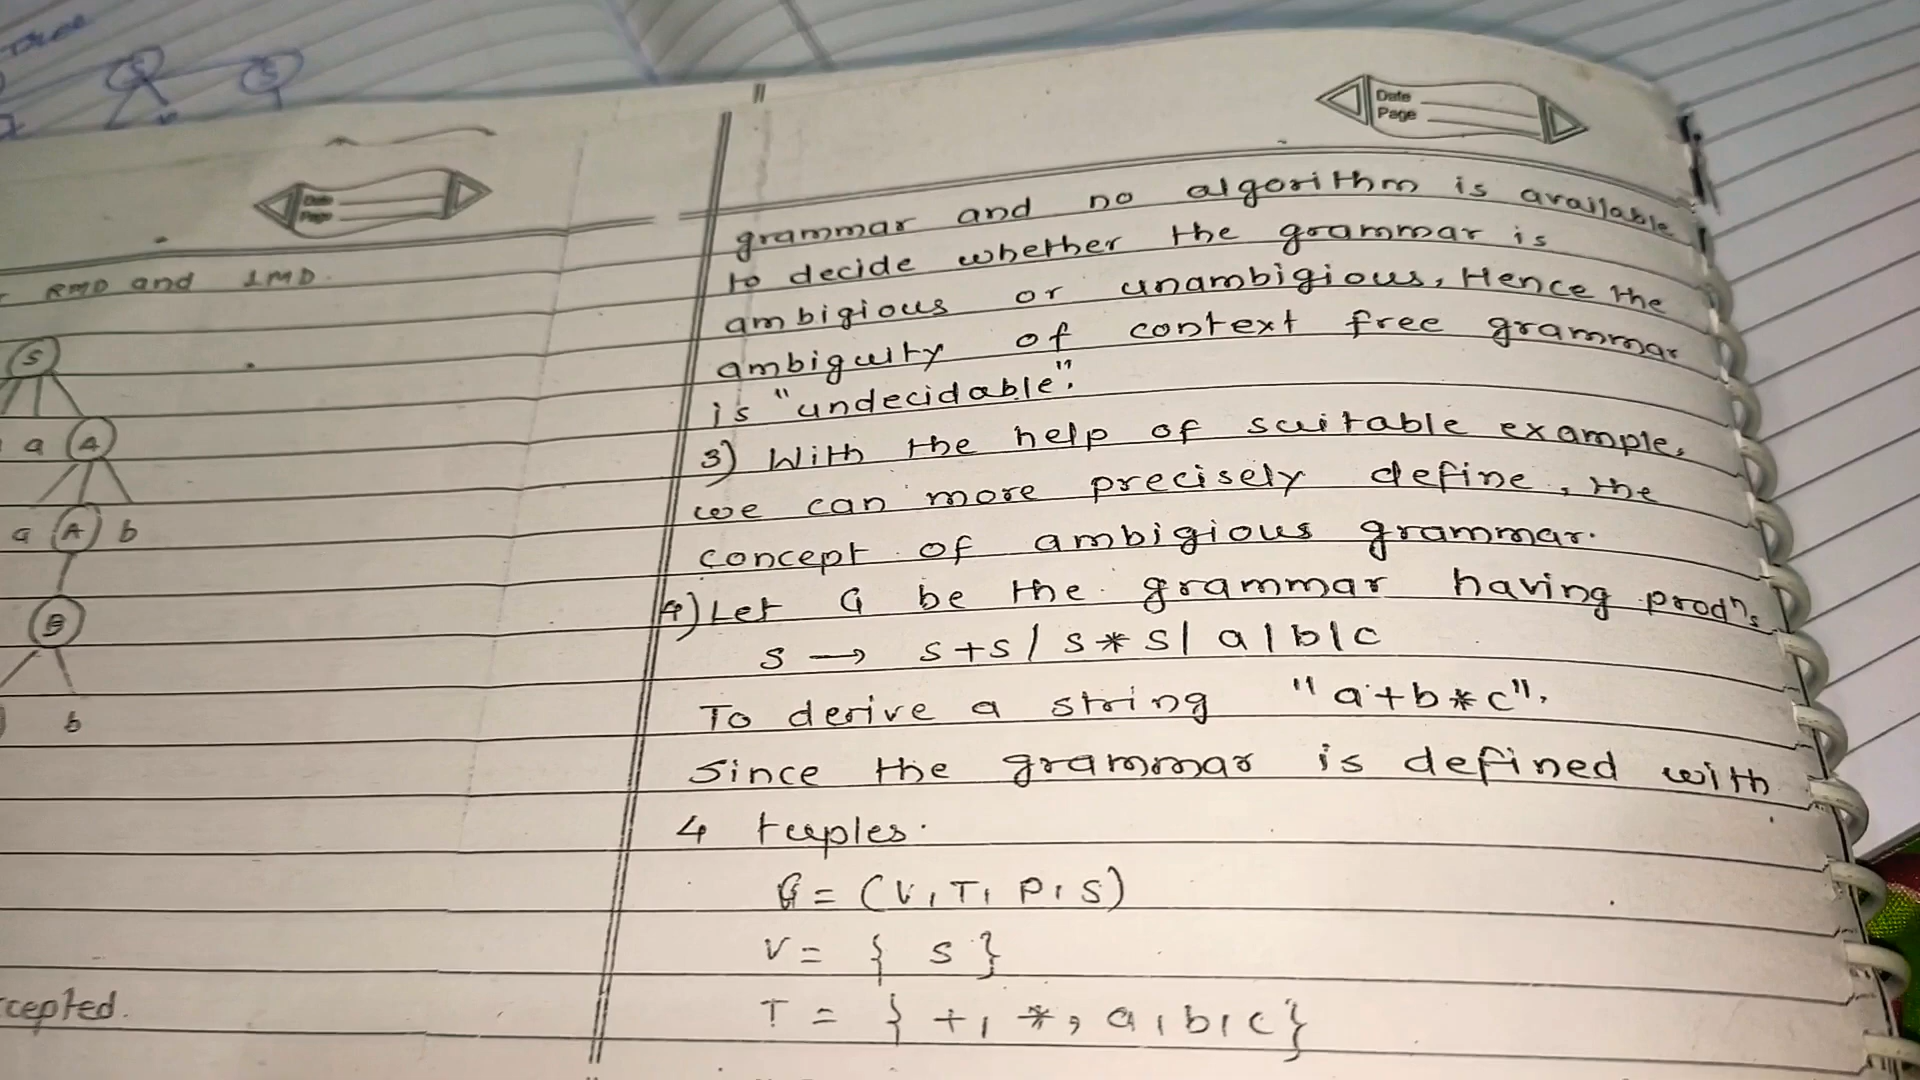 RMD and LMD.
S
a A
a A b
B
b
cepted.
Date
Page
Date
Page
grammar and no algorithm is available
to decide whether the grammar is
ambigious or unambigious, Hence the
ambiguity of context free grammar
is "undecidable".
3) With the help of suitable example,
we can more precisely define, the
concept of ambigious grammar.
4) Let G be the grammar having prodⁿs
S → S+S | S*S | a | b | c
To derive a string "a+b*c".
Since the grammar is defined with
4 tuples.
G = (V, T, P, S)
V = { S }
T = { +, *, a, b, c }